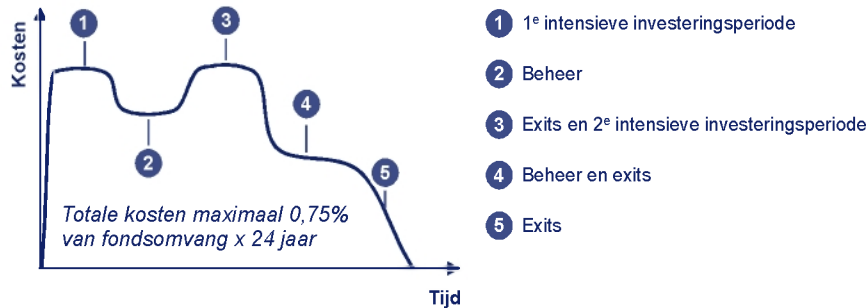 Kosten
1
3
2
4
5
Totale kosten maximaal 0,75%
van fondsomvang x 24 jaar
Tijd
1 1e intensieve investeringsperiode
2 Beheer
3 Exits en 2e intensieve investeringsperiode
4 Beheer en exits
5 Exits